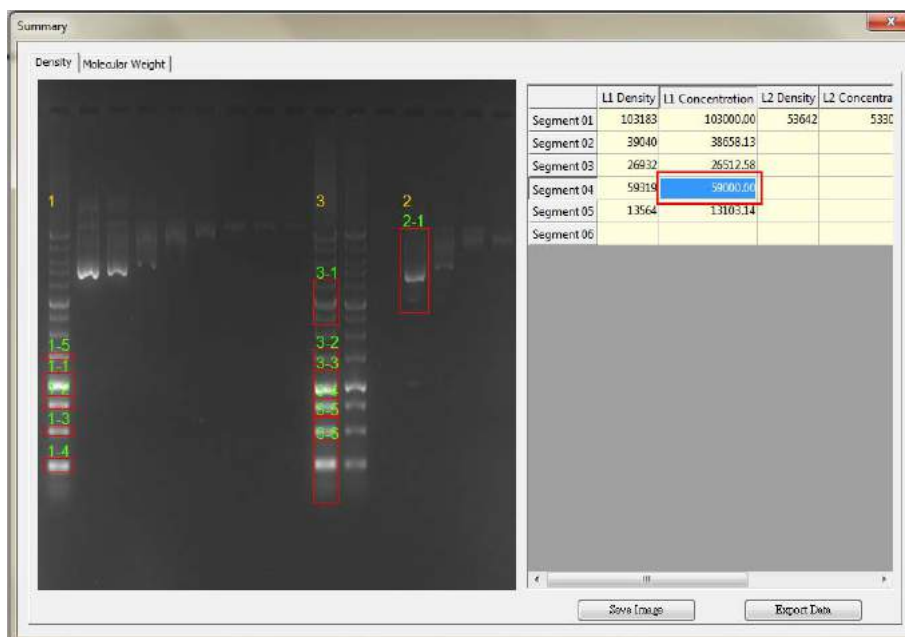 Summary
Density Molecular Weight
L1 Density L1 Concentration L2 Density L2 Concentra
Segment 01 103183 103000.00 53642 5330
Segment 02 39040 38658.13
Segment 03 26932 26512.58
Segment 04 59319 59000.00
Segment 05 13564 13103.14
Segment 06
1 3 2
2-1
3-1
1-5 3-2
1-1 3-3
1-3
1-4
Save Image Export Data